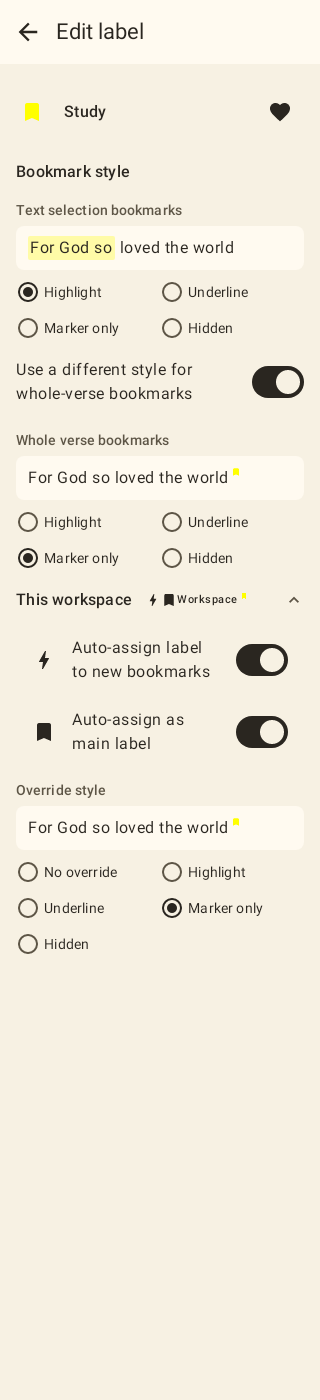 Edit label
Study
Bookmark style
Text selection bookmarks
For God so loved the world
Highlight
Underline
Marker only
Hidden
Use a different style for
whole-verse bookmarks
Whole verse bookmarks
For God so loved the world
Highlight
Underline
Marker only
Hidden
This workspace
Workspace
Auto-assign label
to new bookmarks
Auto-assign as
main label
Override style
For God so loved the world
No override
Highlight
Underline
Marker only
Hidden